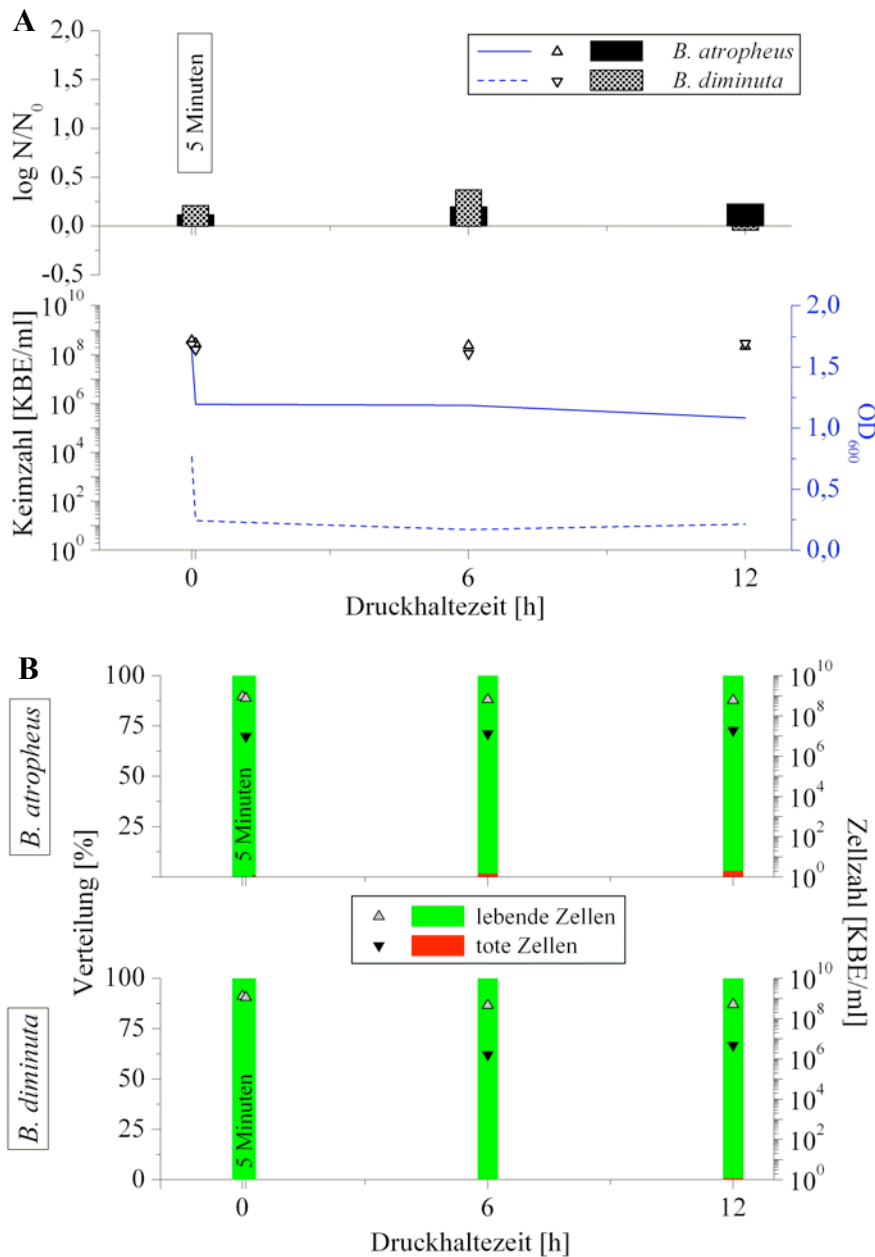 A
log N/N0
2,0
1,5
1,0
0,5
0,0
-0,5
5 Minuten
B. atropheus
B. diminuta
Keimzahl [KBE/ml]
10^10
10^8
10^6
10^4
10^2
10^0
2,0
1,5
1,0
0,5
0,0
OD600
0 6 12
Druckhaltezeit [h]
B
B. atropheus
Verteilung [%]
100
75
50
25
5 Minuten
10^10
10^8
10^6
10^4
10^2
10^0
Zellzahl [KBE/ml]
lebende Zellen
tote Zellen
B. diminuta
100
75
50
25
0
5 Minuten
10^10
10^8
10^6
10^4
10^2
10^0
0 6 12
Druckhaltezeit [h]